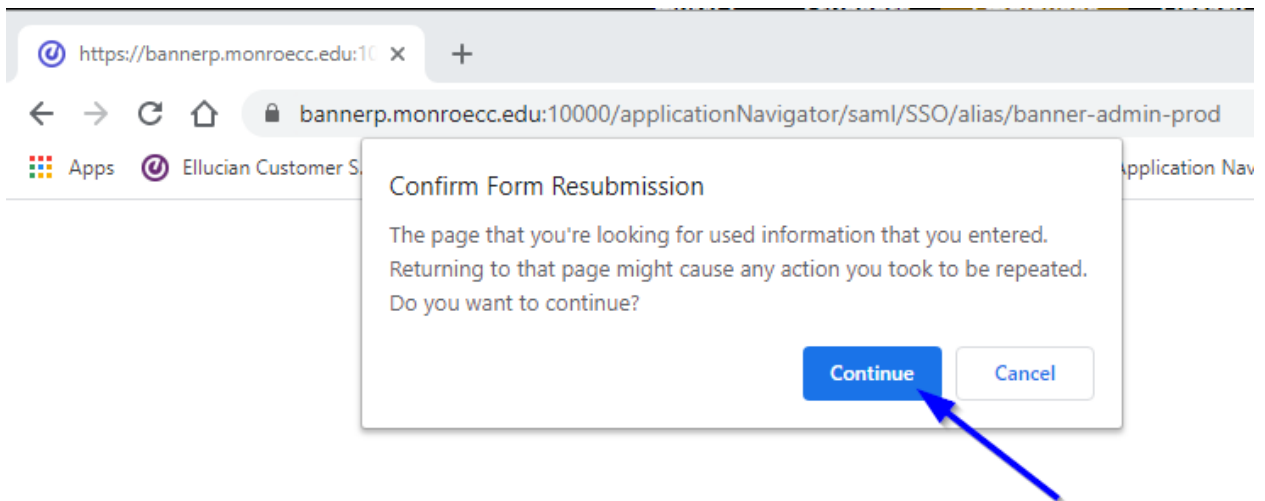 https://bannerp.monroecc.edu:10
bannerp.monroecc.edu:10000/applicationNavigator/saml/SSO/alias/banner-admin-prod
Apps Ellucian Customer S. Application Nav
Confirm Form Resubmission
The page that you're looking for used information that you entered.
Returning to that page might cause any action you took to be repeated.
Do you want to continue?
Continue Cancel